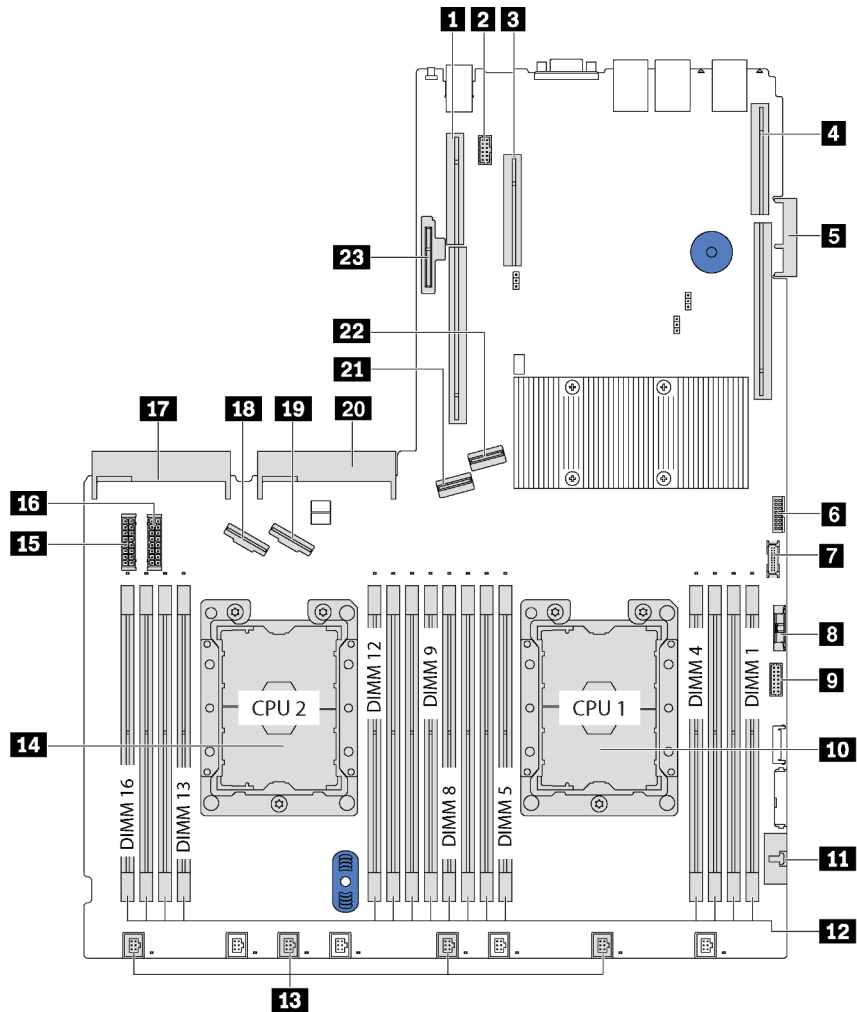 1 2 3
4
5
23
22
21
17 18 19 20
16
15
6
7
8
9
DIMM 12
DIMM 9
DIMM 4
DIMM 1
CPU 2
CPU 1
14
10
DIMM 16
DIMM 13
DIMM 8
DIMM 5
11
12
13